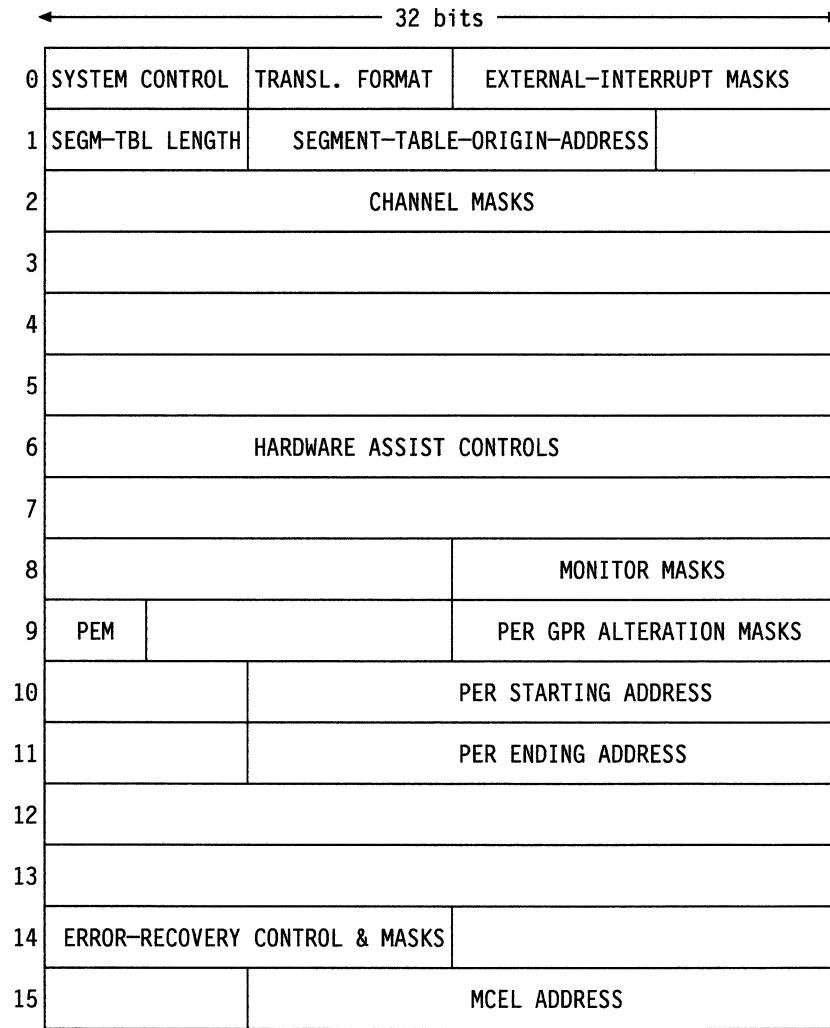 32 bits
0 SYSTEM CONTROL TRANSL. FORMAT EXTERNAL-INTERRUPT MASKS
1 SEGM-TBL LENGTH SEGMENT-TABLE-ORIGIN-ADDRESS
2 CHANNEL MASKS
3
4
5
6 HARDWARE ASSIST CONTROLS
7
8 MONITOR MASKS
9 PEM PER GPR ALTERATION MASKS
10 PER STARTING ADDRESS
11 PER ENDING ADDRESS
12
13
14 ERROR-RECOVERY CONTROL & MASKS
15 MCEL ADDRESS